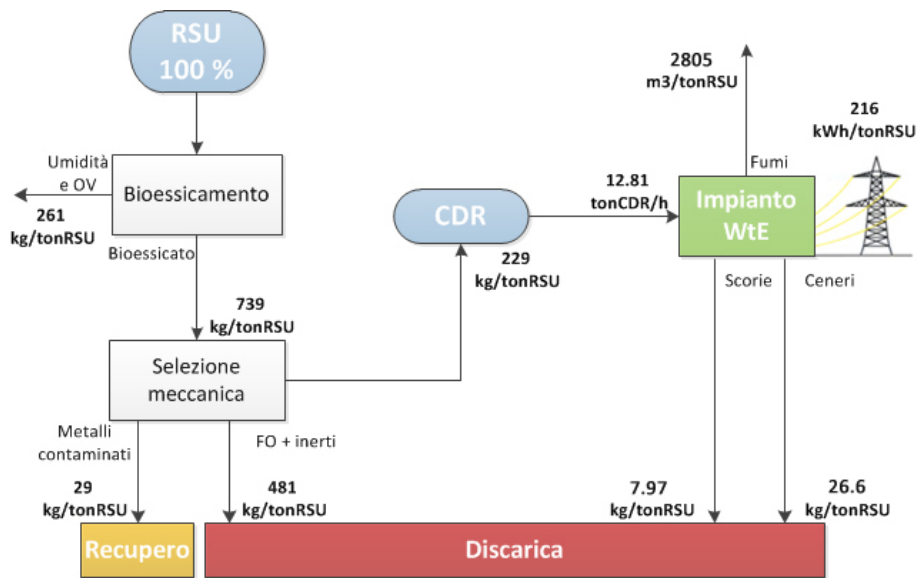 RSU
100 %
Umidità
e OV
261
kg/tonRSU
Bioessicamento
Bioessicato
739
kg/tonRSU
Selezione
meccanica
Metalli
contaminati
29
kg/tonRSU
FO + inerti
481
kg/tonRSU
CDR
229
kg/tonRSU
12.81
tonCDR/h
Impianto
WtE
2805
m3/tonRSU
Fumi
216
kWh/tonRSU
Scorie
7.97
kg/tonRSU
Ceneri
26.6
kg/tonRSU
Recupero
Discarica